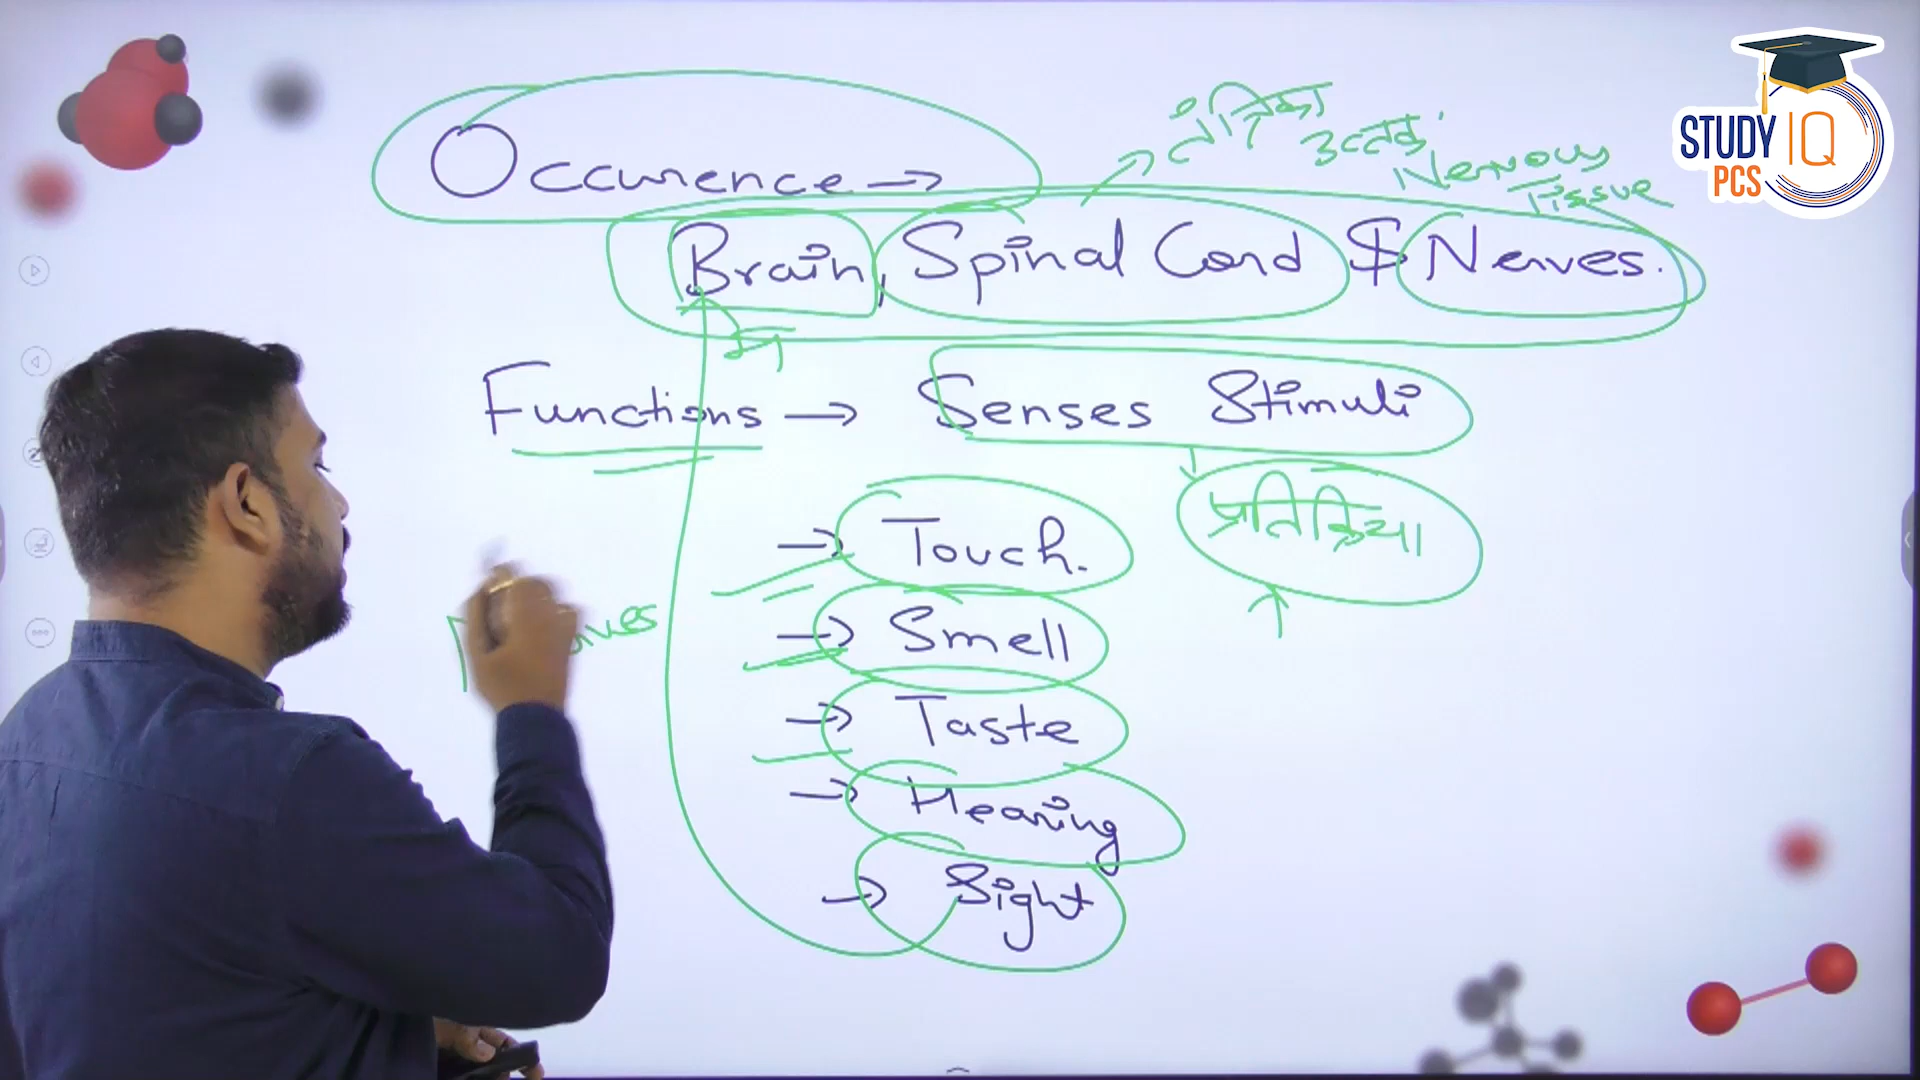 STUDY IQ
PCS
तंत्रिका
उत्तक
Nervous
Tissue
Occurence →
Brain, Spinal Cord & Nerves.
Functions → Senses Stimuli
प्रतिक्रिया
→ Touch.
→ Smell
→ Taste
→ Hearing
→ Sight